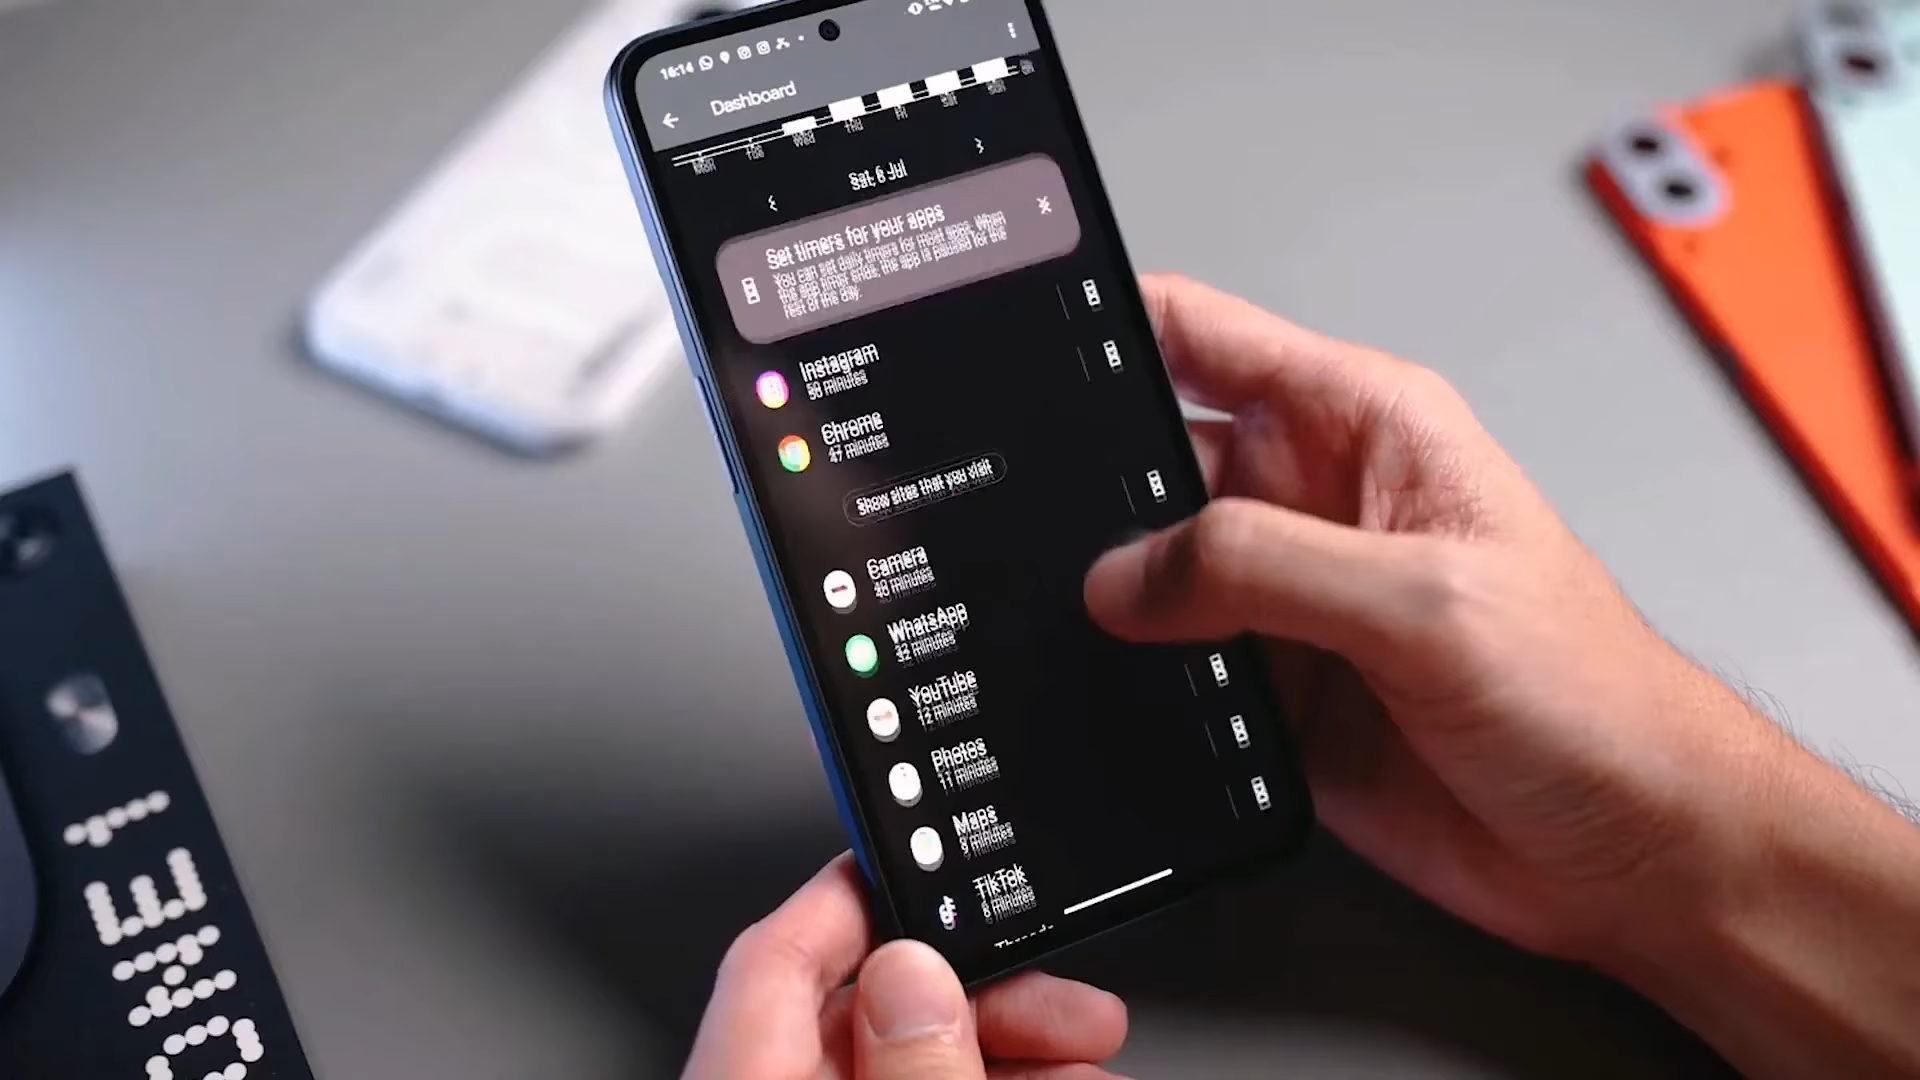 16:14
Dashboard
Mon Tue Wed Thu Fri Sat Sun
Sat, 6 Jul
Set timers for your apps
You can set daily timers for most apps. When
the app timer ends, the app is paused for the
rest of the day.
Instagram
50 minutes
Chrome
47 minutes
Show sites that you visit
Camera
40 minutes
WhatsApp
32 minutes
YouTube
12 minutes
Photos
11 minutes
Maps
9 minutes
TikTok
8 minutes
Threads